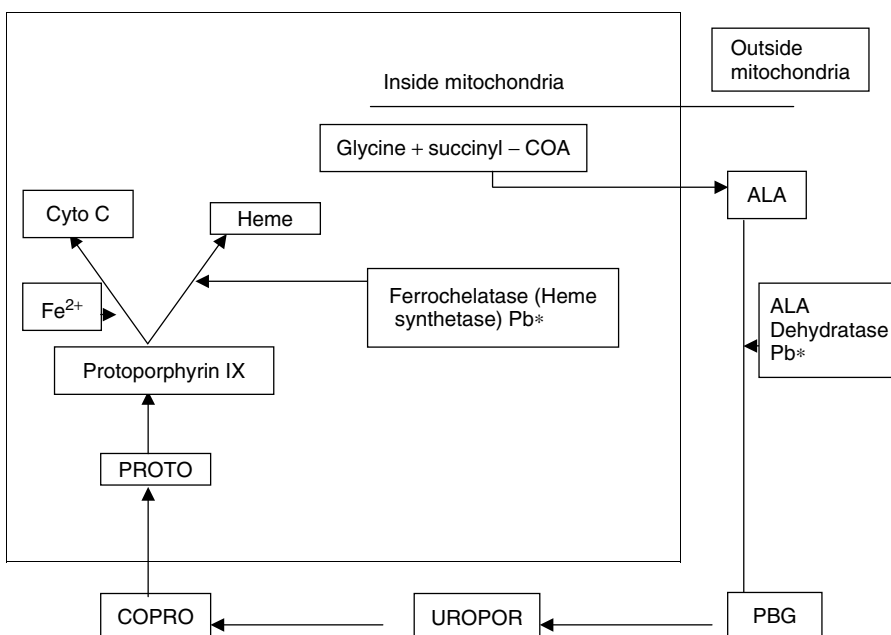 Outside
mitochondria
Inside mitochondria
Glycine + succinyl – COA
ALA
Cyto C
Heme
Fe²⁺
Ferrochelatase (Heme
synthetase) Pb*
ALA
Dehydratase
Pb*
Protoporphyrin IX
PROTO
COPRO
UROPOR
PBG